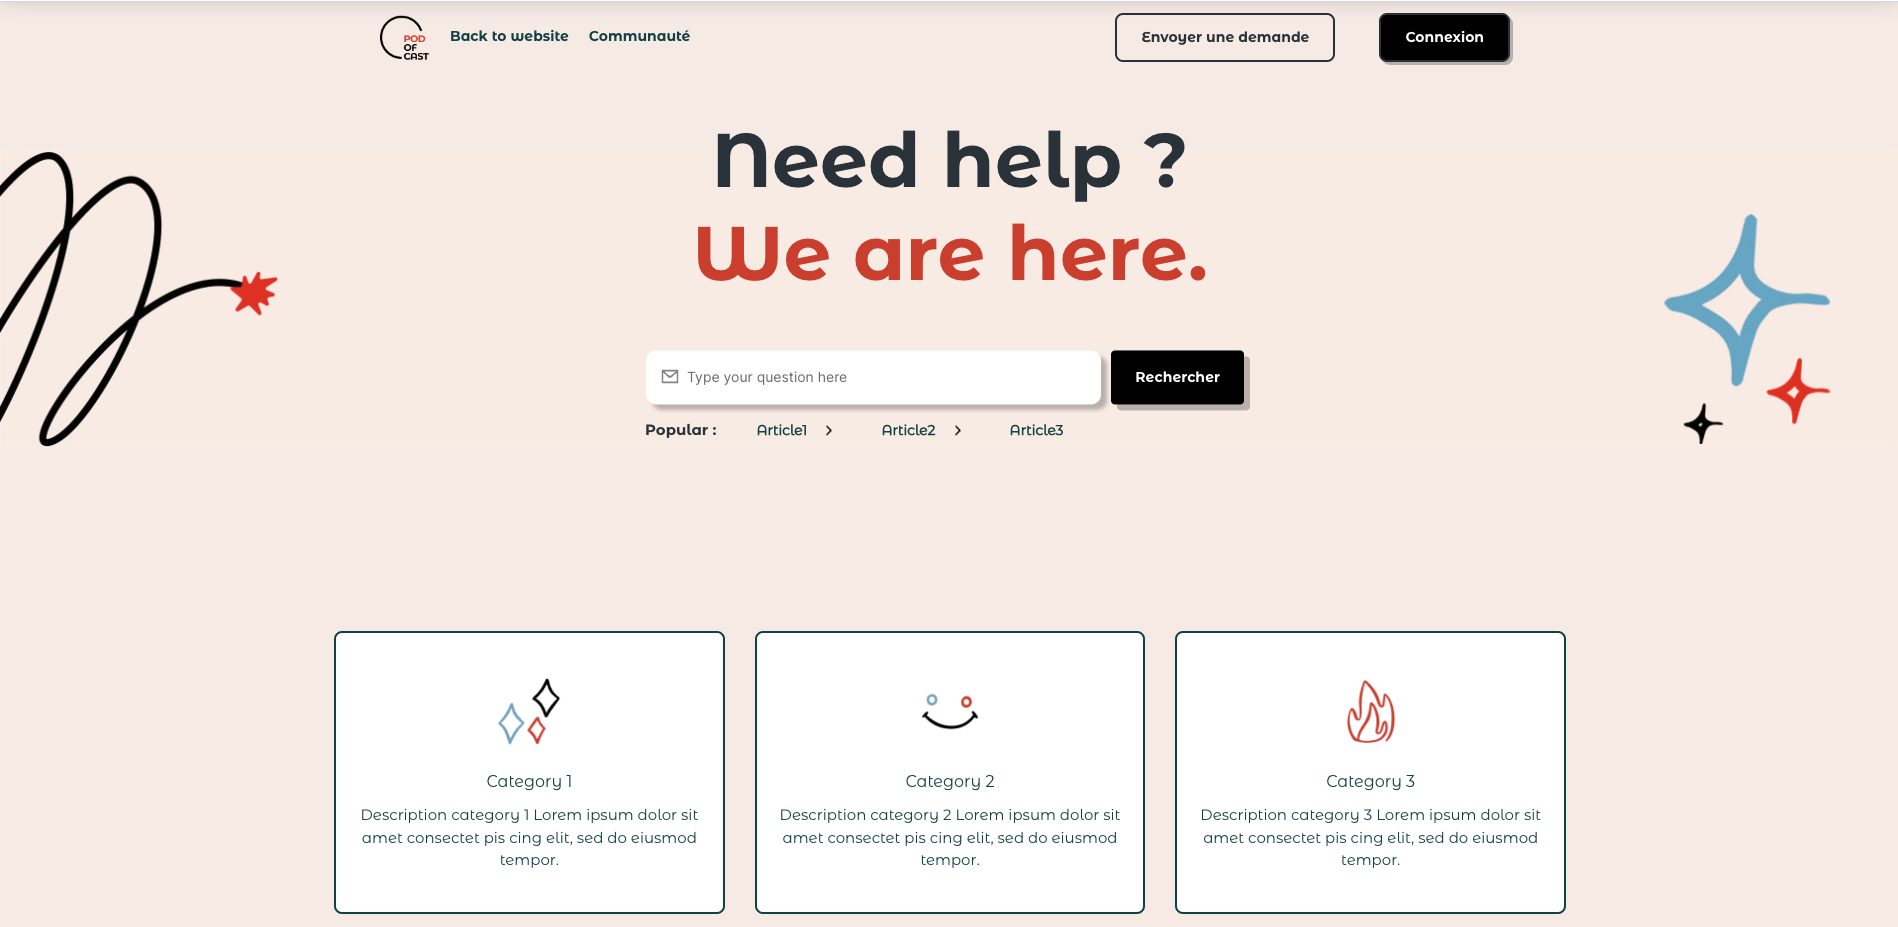 POD
OF
CAST
Back to website
Communauté
Envoyer une demande
Connexion
Need help ?
We are here.
Type your question here
Rechercher
Popular :
Article1
Article2
Article3
Category 1
Description category 1 Lorem ipsum dolor sit
amet consectet pis cing elit, sed do eiusmod
tempor.
Category 2
Description category 2 Lorem ipsum dolor sit
amet consectet pis cing elit, sed do eiusmod
tempor.
Category 3
Description category 3 Lorem ipsum dolor sit
amet consectet pis cing elit, sed do eiusmod
tempor.